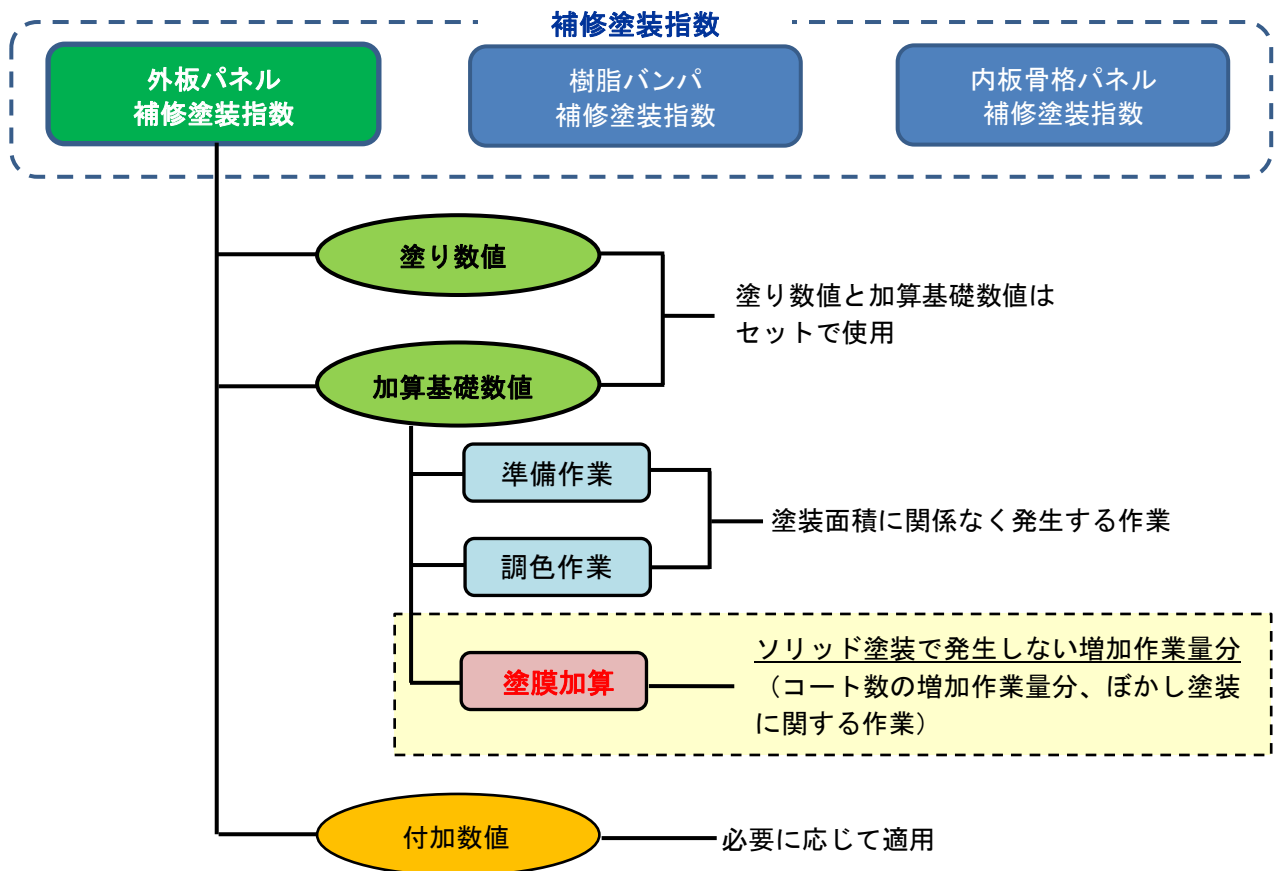 補修塗装指数
外板パネル
補修塗装指数
樹脂バンパ
補修塗装指数
内板骨格パネル
補修塗装指数
塗り数値
塗り数値と加算基礎数値は
セットで使用
加算基礎数値
準備作業
塗装面積に関係なく発生する作業
調色作業
塗膜加算
ソリッド塗装で発生しない増加作業量分
（コート数の増加作業量分、ぼかし塗装
に関する作業）
付加数値
必要に応じて適用